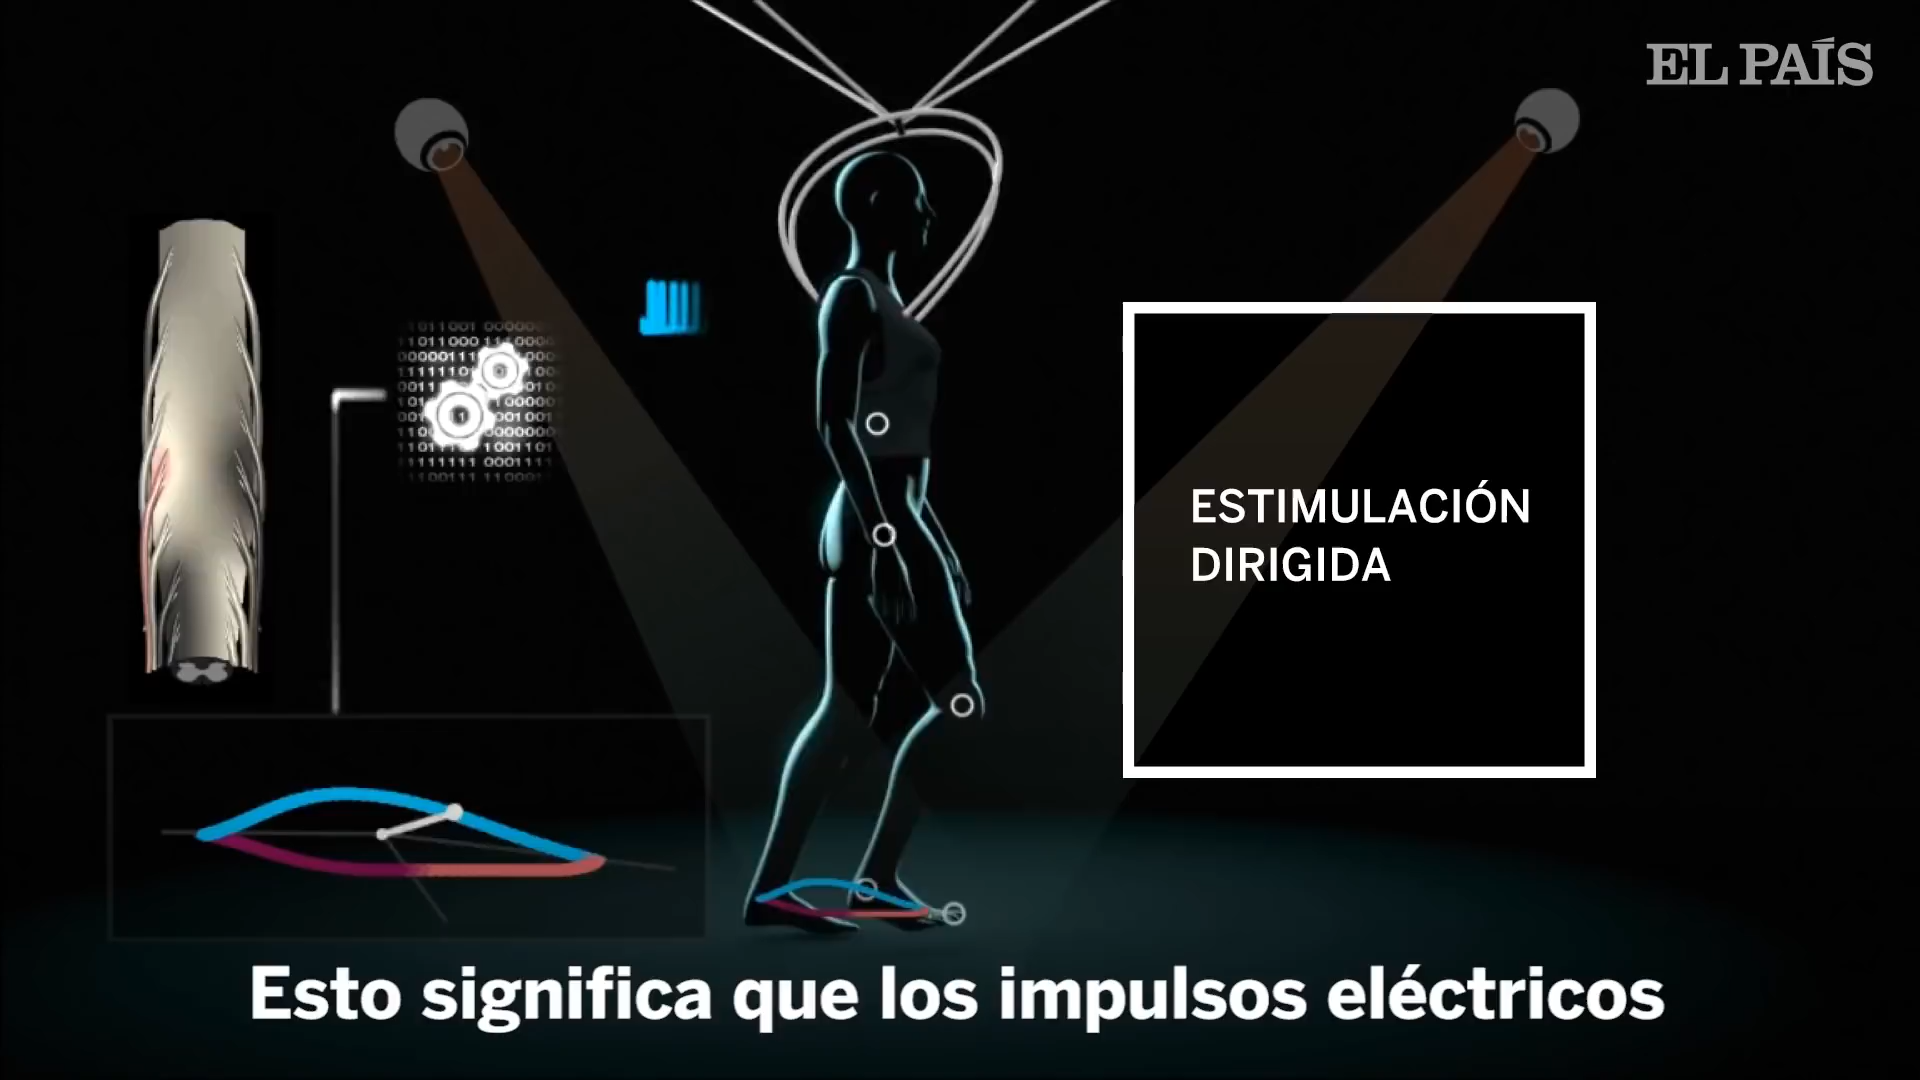 EL PAÍS
ESTIMULACIÓN
DIRIGIDA
Esto significa que los impulsos eléctricos